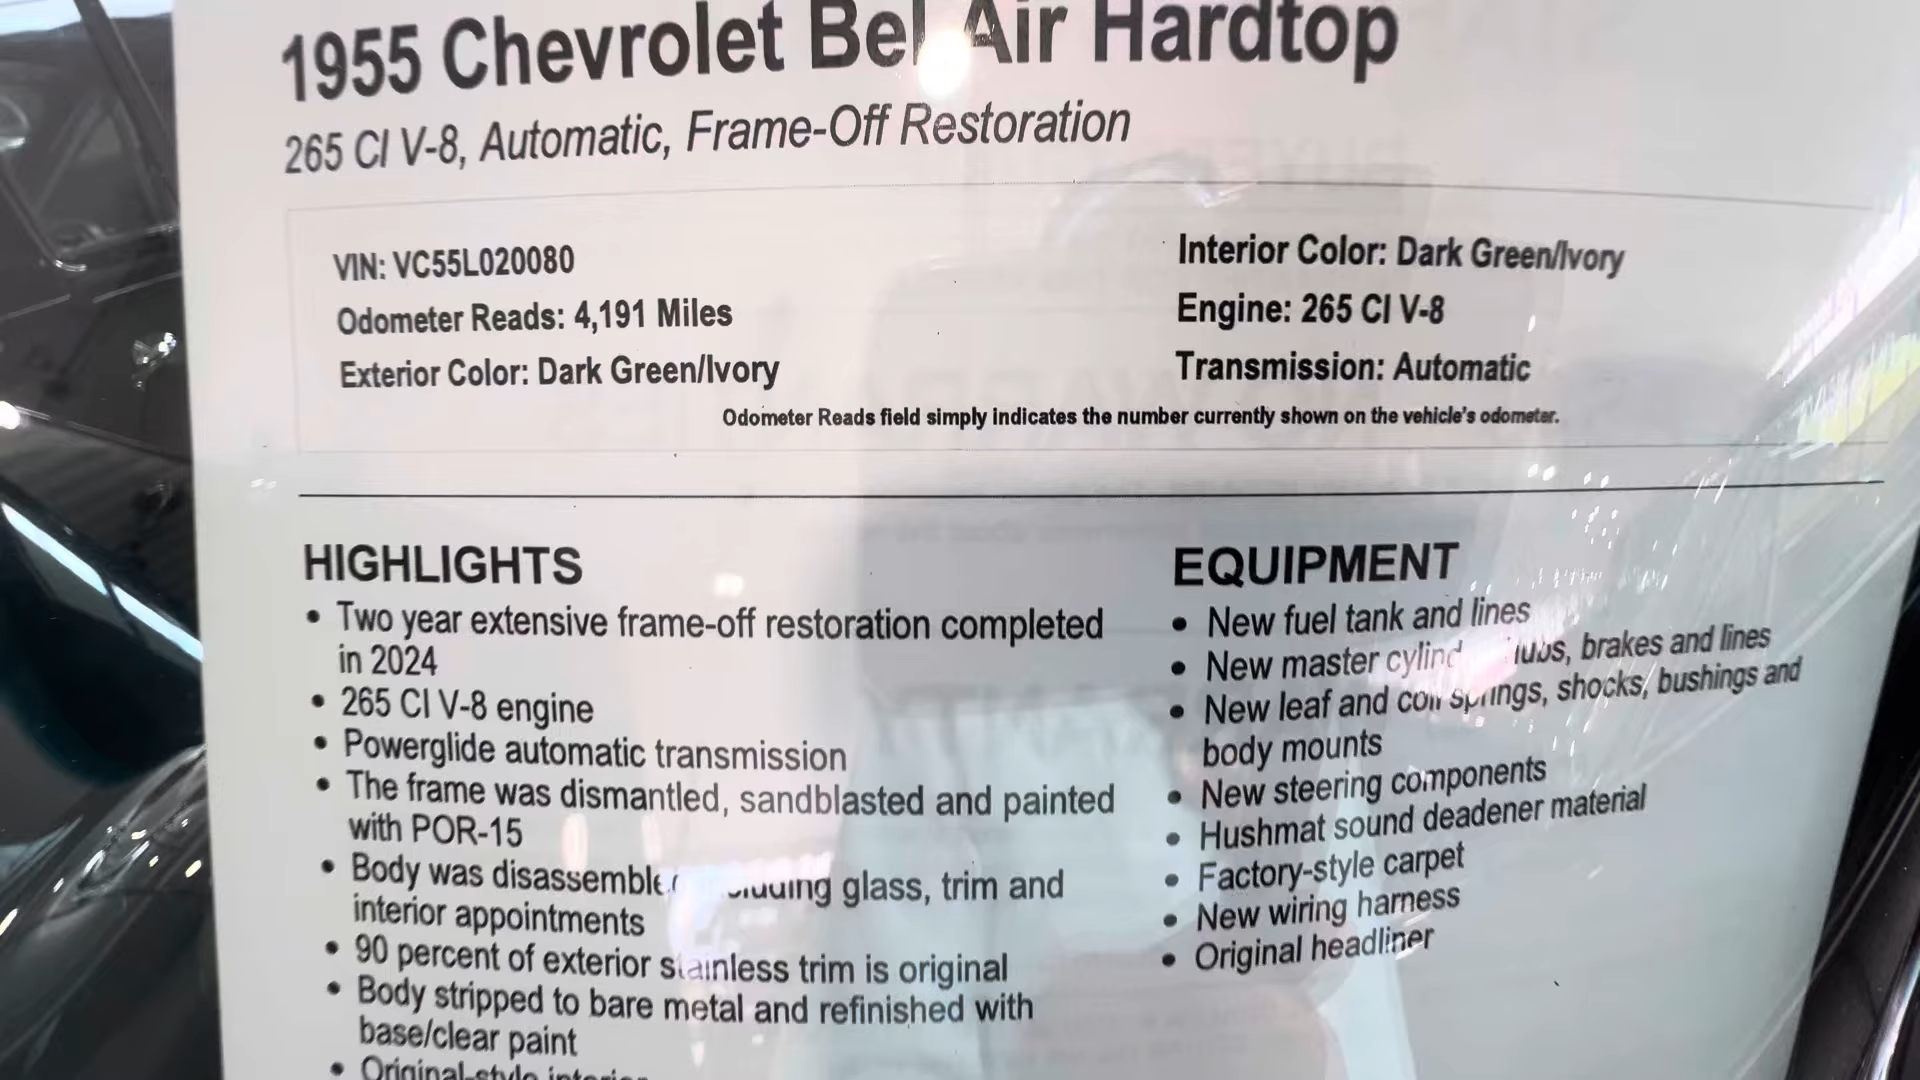 1955 Chevrolet Bel Air Hardtop
265 CI V-8, Automatic, Frame-Off Restoration
VIN: VC55L020080
Odometer Reads: 4,191 Miles
Exterior Color: Dark Green/Ivory
Interior Color: Dark Green/Ivory
Engine: 265 CI V-8
Transmission: Automatic
Odometer Reads field simply indicates the number currently shown on the vehicle's odometer.
HIGHLIGHTS
• Two year extensive frame-off restoration completed
in 2024
• 265 CI V-8 engine
• Powerglide automatic transmission
• The frame was dismantled, sandblasted and painted
with POR-15
• Body was glass, trim and
interior appointments
• 90 percent of exterior stainless trim is original
• Body stripped to bare metal and refinished with
base/clear paint
• Original-style
EQUIPMENT
• New fuel tank and lines
• New master brakes and lines
• New leaf and coil springs, shocks, bushings and
body mounts
• New steering components
• Hushmat sound deadener material
• Factory-style carpet
• New wiring harness
• Original headliner